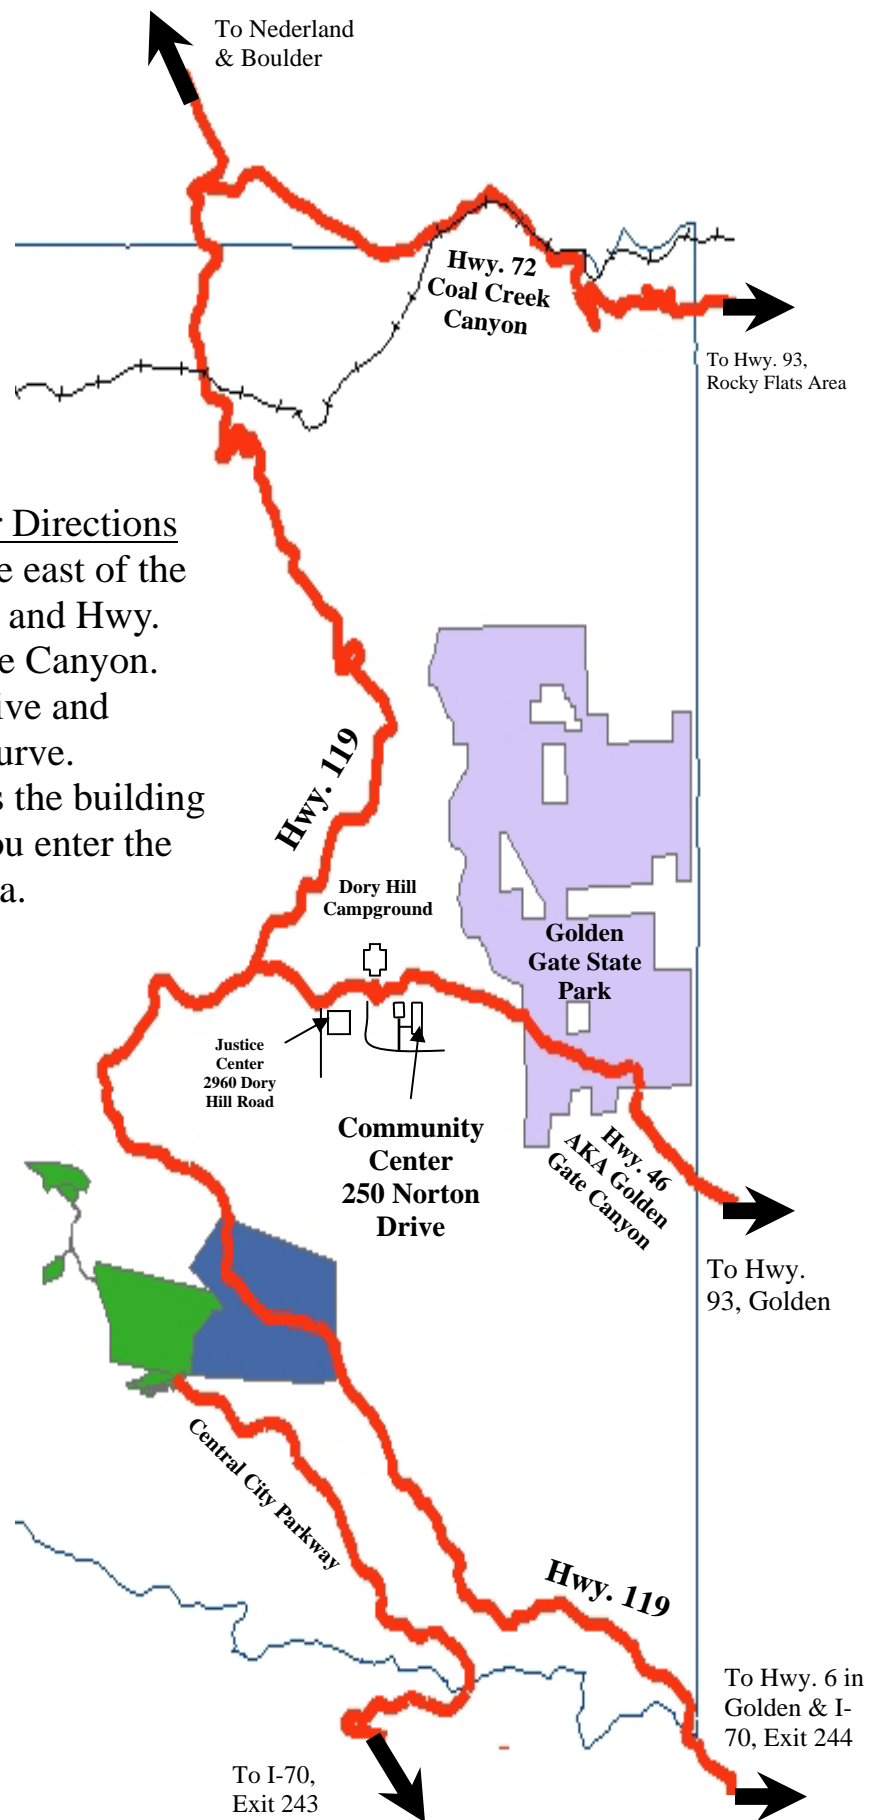 To Nederland
& Boulder
Hwy. 72
Coal Creek
Canyon
To Hwy. 93,
Rocky Flats Area
Directions
east of the
and Hwy.
Canyon.
and
the building
enter the
Hwy. 119
Dory Hill
Campground
Golden
Gate State
Park
Justice
Center
2960 Dory
Hill Road
Community
Center
250 Norton
Drive
Hwy. 46
AKA Golden
Gate Canyon
To Hwy.
93, Golden
Central City Parkway
Hwy. 119
To Hwy. 6 in
Golden & I-
70, Exit 244
To I-70,
Exit 243